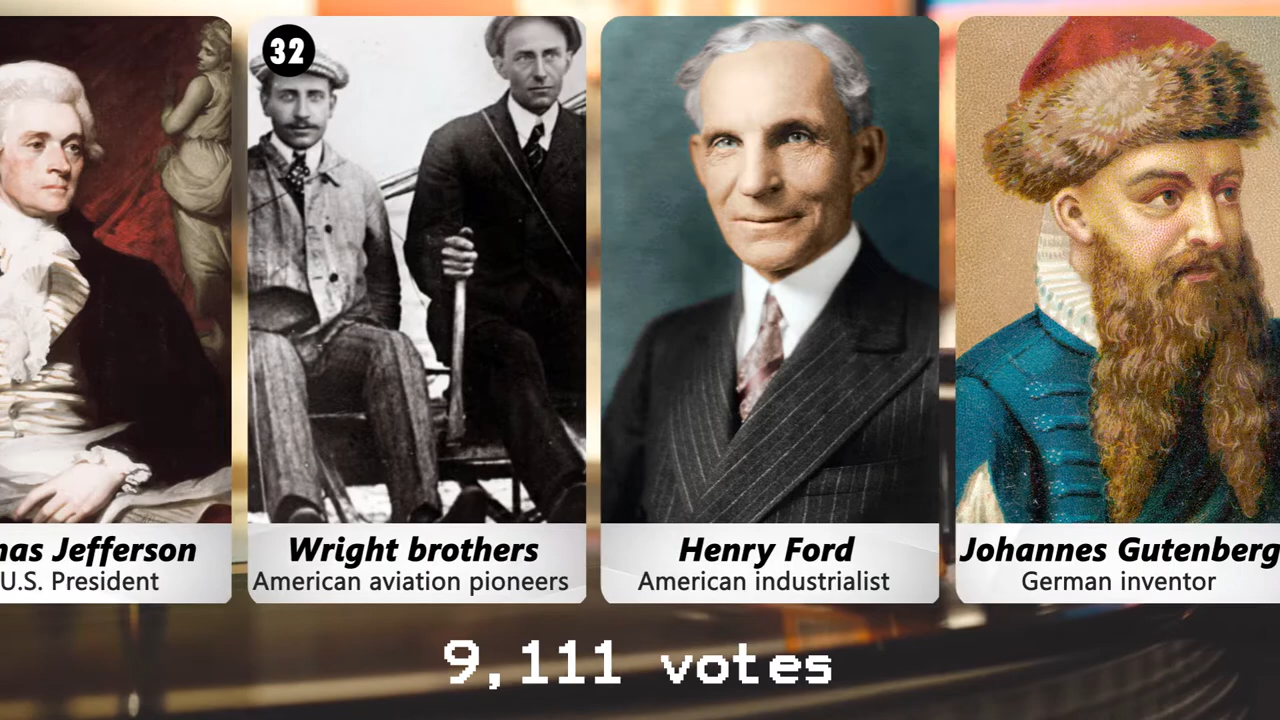 32
nas Jefferson
U.S. President
Wright brothers
American aviation pioneers
Henry Ford
American industrialist
Johannes Gutenberg
German inventor
9,111 votes